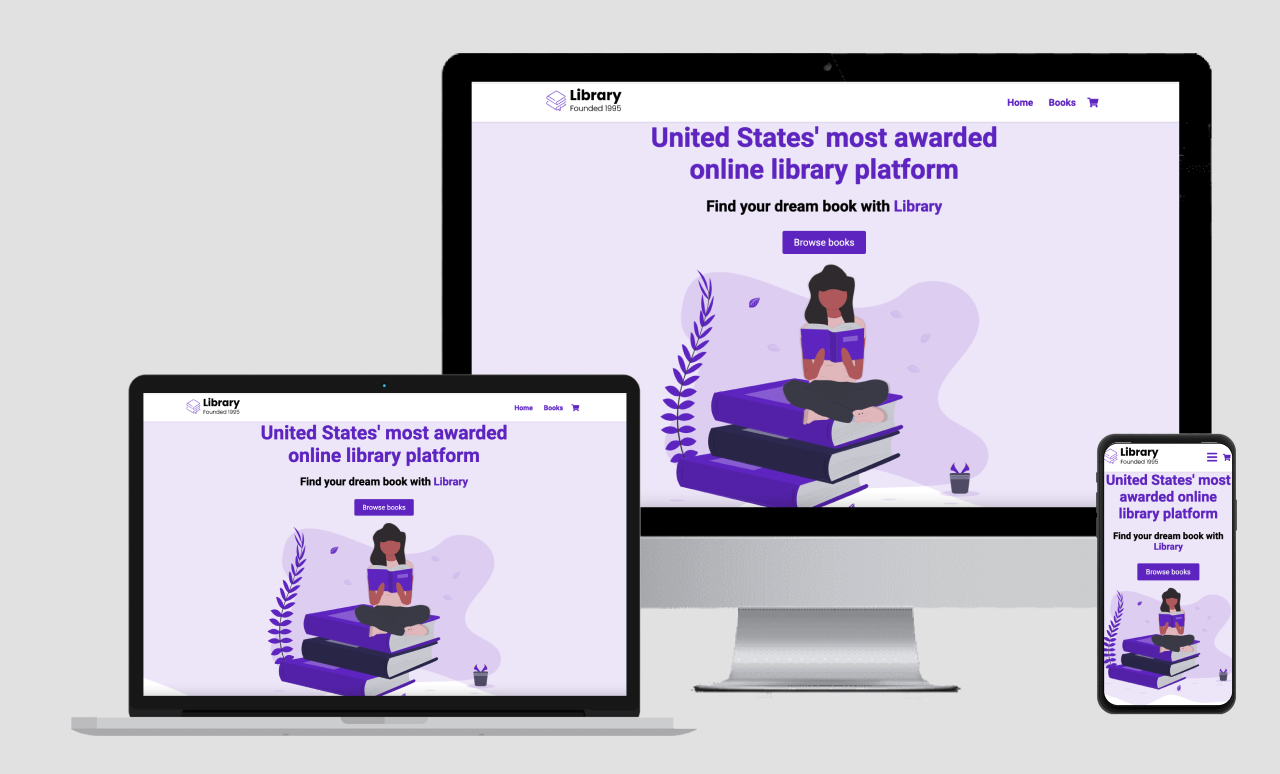 Library
Founded 1995
Home Books
United States' most awarded
online library platform
Find your dream book with Library
Browse books
Library
Founded 1995
Home Books
United States' most awarded
online library platform
Find your dream book with Library
Browse books
Library
Founded 1995
United States' most
awarded online
library platform
Find your dream book with
Library
Browse books